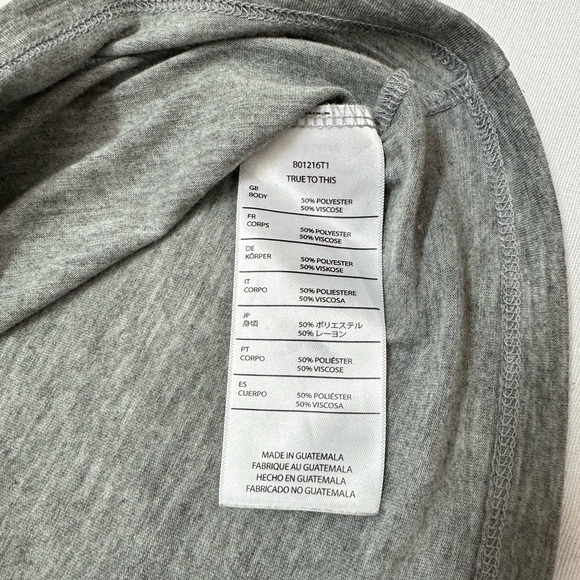 B01216T1
TRUE TO THIS
GB
BODY
50% POLYESTER
50% VISCOSE
FR
CORPS
50% POLYESTER
50% VISCOSE
DE
KÖRPER
50% POLYESTER
50% VISKOSE
IT
CORPO
50% POLIESTERE
50% VISCOSA
JP
身頃
50% ポリエステル
50% レーヨン
PT
CORPO
50% POLIÉSTER
50% VISCOSE
ES
CUERPO
50% POLIÉSTER
50% VISCOSA
MADE IN GUATEMALA
FABRIQUE AU GUATEMALA
HECHO EN GUATEMALA
FABRICADO NO GUATEMALA